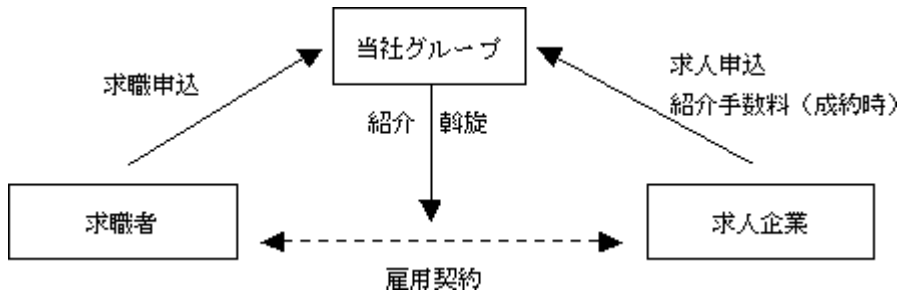 当社グループ
求職申込
求人申込
紹介手数料（成約時）
紹介 斡旋
求職者
求人企業
雇用契約